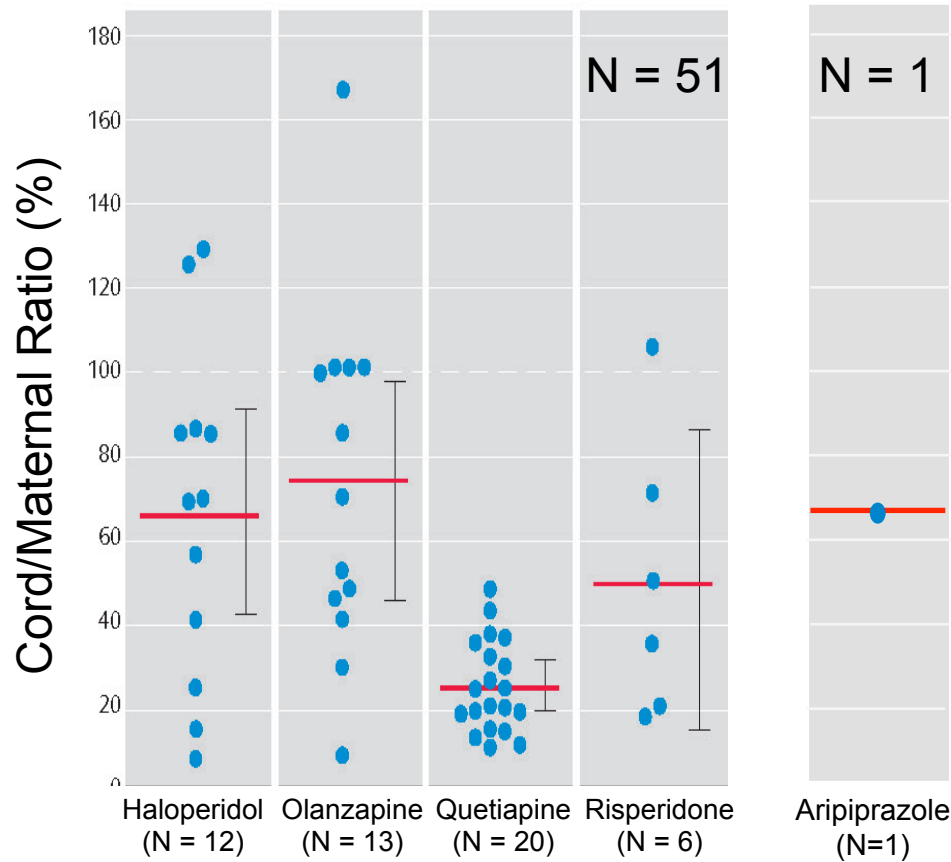 Cord/Maternal Ratio (%)
180
160
140
120
100
80
60
40
20
0
N = 51
N = 1
Haloperidol
(N = 12)
Olanzapine
(N = 13)
Quetiapine
(N = 20)
Risperidone
(N = 6)
Aripiprazole
(N=1)